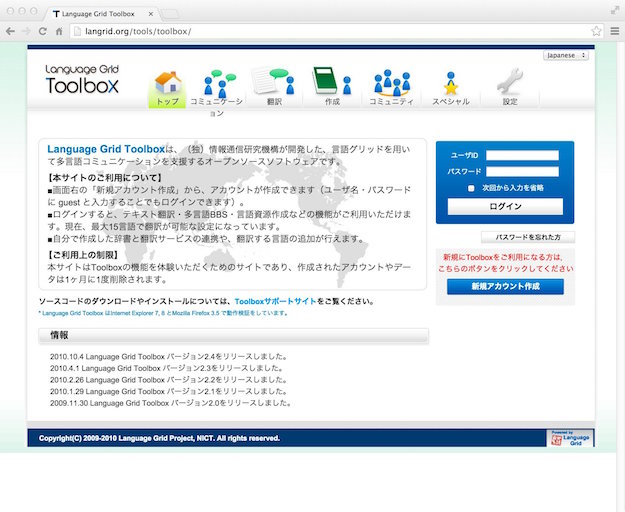 Language Grid Toolbox
langrid.org/tools/toolbox/
Japanese
Language Grid
Toolbox
トップ
コミュニケーション
翻訳
作成
コミュニティ
スペシャル
設定
Language Grid Toolboxは、（独）情報通信研究機構が開発した、言語グリッドを用い
て多言語コミュニケーションを支援するオープンソースソフトウェアです。
【本サイトのご利用について】
■画面右の「新規アカウント作成」から、アカウントが作成できます（ユーザ名・パスワード
に guest と入力することでもログインできます）。
■ログインすると、テキスト翻訳・多言語BBS・言語資源作成などの機能がご利用いただけま
す。現在、最大15言語で翻訳が可能な設定になっています。
■自分で作成した辞書と翻訳サービスの連携や、翻訳する言語の追加が行えます。
【ご利用上の制限】
本サイトはToolboxの機能を体験いただくためのサイトであり、作成されたアカウントやデー
タは1ヶ月に1度削除されます。
ソースコードのダウンロードやインストールについては、Toolboxサポートサイトをご覧ください。
* Language Grid Toolbox はInternet Explorer 7, 8 とMozilla Firefox 3.5 で動作検証をしています。
情報
2010.10.4 Language Grid Toolbox バージョン2.4をリリースしました。
2010.4.1 Language Grid Toolbox バージョン2.3をリリースしました。
2010.2.26 Language Grid Toolbox バージョン2.2をリリースしました。
2010.1.29 Language Grid Toolbox バージョン2.1をリリースしました。
2009.11.30 Language Grid Toolbox バージョン2.0をリリースしました。
ユーザID
パスワード
次回から入力を省略
ログイン
パスワードを忘れた方
新規にToolboxをご利用になる方は、
こちらのボタンをクリックしてください
新規アカウント作成
Copyright(C) 2009-2010 Language Grid Project, NICT. All rights reserved.
Powered by
Language
Grid